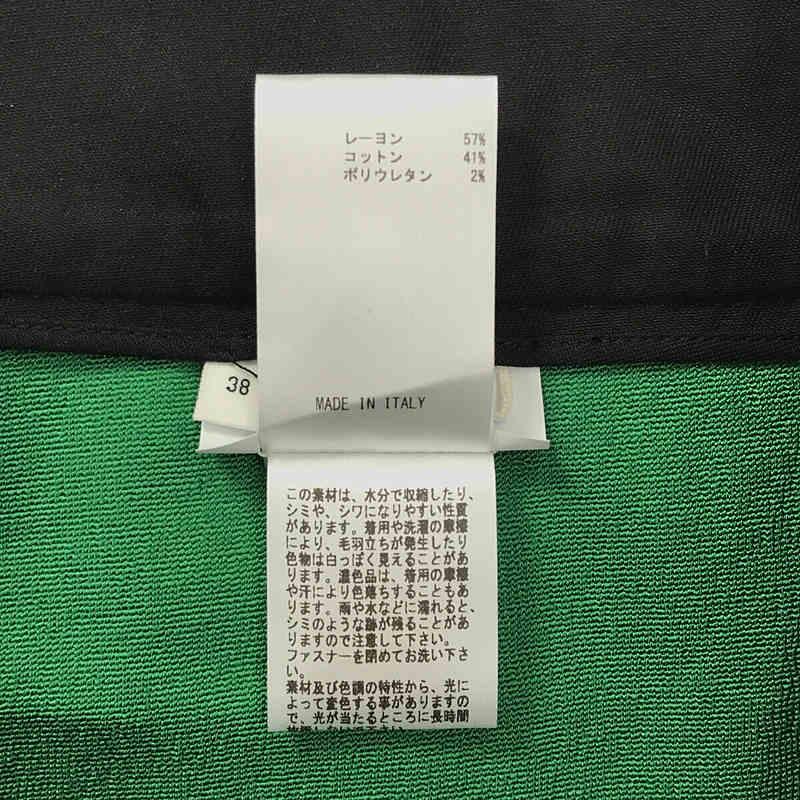 レーヨン 57%
コットン 41%
ポリウレタン 2%
38
MADE IN ITALY
この素材は、水分で収縮したり、
シミや、シワになりやすい性質
があります。着用や洗濯の摩擦
により、毛羽立ちが発生したり
色物は白っぽく見えることがあ
ります。濃色品は、着用の摩擦
や汗により色落ちすることもあ
ります。雨や水などに濡れると、
シミのような跡が残ることがあ
りますので注意して下さい。
ファスナーを閉めてお洗い下さ
い。
素材及び色調の特性から、光に
よって変色する事がありますの
で、光が当たるところに長時間